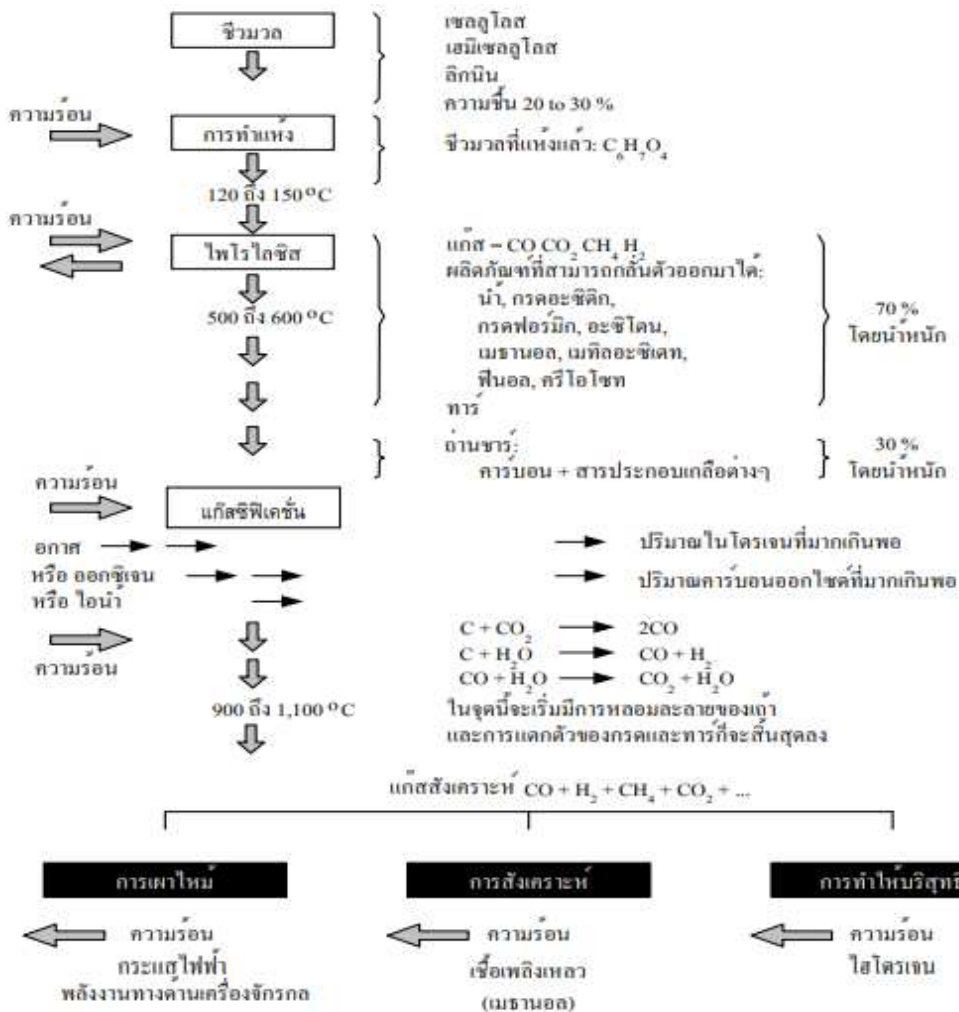 ชีวมวล
เซลลูโลส
เฮมิเซลลูโลส
ลิกนิน
ความชื้น 20 to 30 %
ความร้อน
การทำแห้ง
ชีวมวลที่แห้งแล้ว: C₆H₇O₄
120 ถึง 150 °C
ความร้อน
ไพโรไลซิส
แก๊ส – CO CO₂ CH₄ H₂
ผลิตภัณฑ์ที่สามารถกลั่นตัวออกมาได้:
น้ำ, กรดอะซิติก,
กรดฟอร์มิก, อะซิโตน,
เมธานอล, เมทิลอะซิเตท,
ฟีนอล, ครีโอโซท
ทาร์
70 %
โดยน้ำหนัก
500 ถึง 600 °C
ถ่านชาร์:
คาร์บอน + สารประกอบเกลือต่างๆ
30 %
โดยน้ำหนัก
ความร้อน
แก๊สซิฟิเคชั่น
อกาศ
หรือ ออกซิเจน
หรือ ไอน้ำ
ปริมาณไนโตรเจนที่มากเกินพอ
ปริมาณคาร์บอนออกไซค์ที่มากเกินพอ
ความร้อน
C + CO₂ → 2CO
C + H₂O → CO + H₂
CO + H₂O → CO₂ + H₂O
900 ถึง 1,100 °C
ในจุดนี้จะเริ่มมีการหลอมละลายของเถ้า
และการแตกตัวของกรดและทาร์ก็จะสิ้นสุดลง
แก๊สสังเคราะห์ CO + H₂ + CH₄ + CO₂ + ...
การเผาไหม้
ความร้อน
กระแสไฟฟ้า
พลังงานทางด้านเครื่องจักรกล
การสังเคราะห์
ความร้อน
เชื้อเพลิงเหลว
(เมธานอล)
การทำให้บริสุทธิ
ความร้อน
ไฮโดรเจน